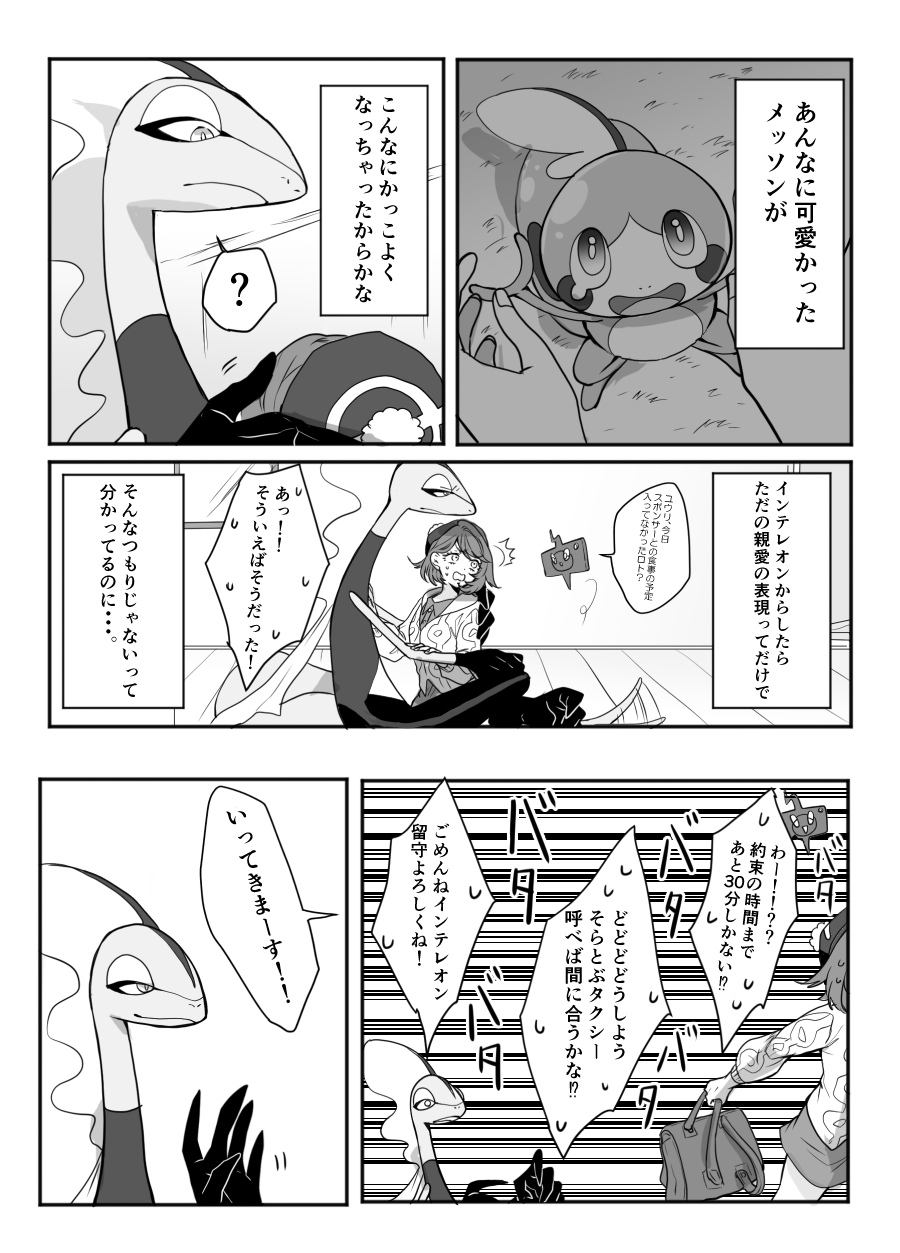 あんなに可愛かった
メッソンが
こんなにかっこよく
なっちゃったからかな
？
インテレオンからしたら
ただの親愛の表現ってだけで
ユウリ、今日
スポンサーとの食事の予定
入ってなかったロト？
あっ！！
そういえばそうだった！
そんなつもりじゃないって
分かってるのに・・・。
わー！！？？
約束の時間まで
あと30分しかない⁉
バタ
バタ
バタ
どどどどうしよう
そらとぶタクシー
呼べば間に合うかな⁉
バタ
バタ
ごめんねインテレオン
留守よろしくね！
いってきまーす！！